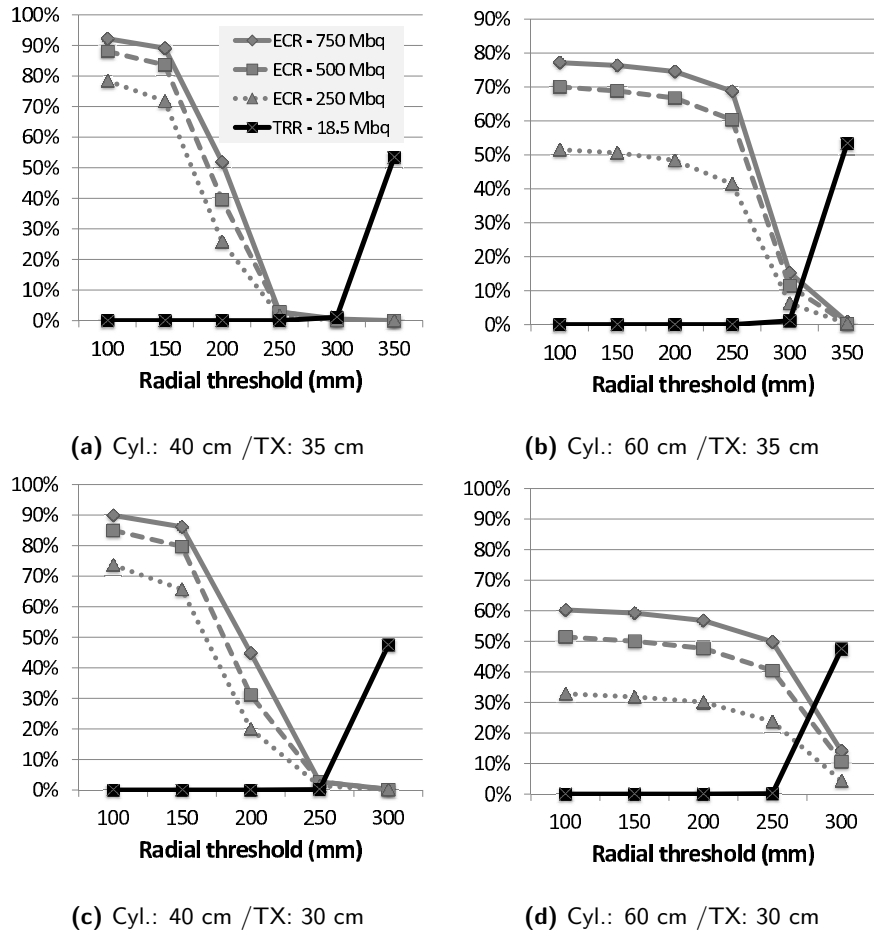 100%
90%
80%
70%
60%
50%
40%
30%
20%
10%
0%
ECR - 750 Mbq
ECR - 500 Mbq
ECR - 250 Mbq
TRR - 18.5 Mbq
100 150 200 250 300 350
Radial threshold (mm)
(a) Cyl.: 40 cm /TX: 35 cm
90%
80%
70%
60%
50%
40%
30%
20%
10%
0%
100 150 200 250 300 350
Radial threshold (mm)
(b) Cyl.: 60 cm /TX: 35 cm
100%
90%
80%
70%
60%
50%
40%
30%
20%
10%
0%
100 150 200 250 300
Radial threshold (mm)
(c) Cyl.: 40 cm /TX: 30 cm
100%
90%
80%
70%
60%
50%
40%
30%
20%
10%
0%
100 150 200 250 300
Radial threshold (mm)
(d) Cyl.: 60 cm /TX: 30 cm